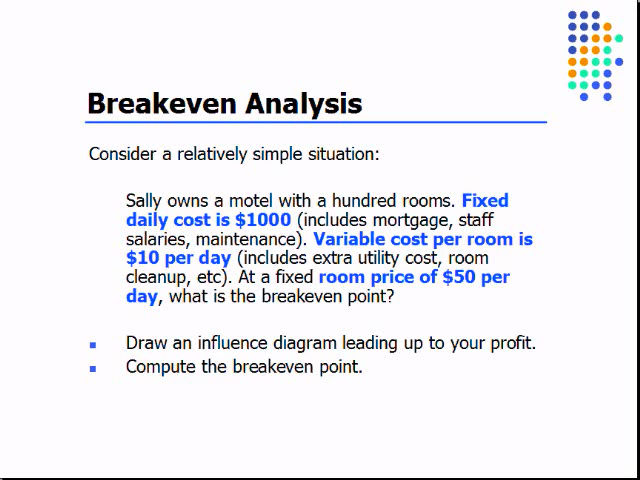 Breakeven Analysis
Consider a relatively simple situation:
Sally owns a motel with a hundred rooms. Fixed
daily cost is $1000 (includes mortgage, staff
salaries, maintenance). Variable cost per room is
$10 per day (includes extra utility cost, room
cleanup, etc). At a fixed room price of $50 per
day, what is the breakeven point?
Draw an influence diagram leading up to your profit.
Compute the breakeven point.